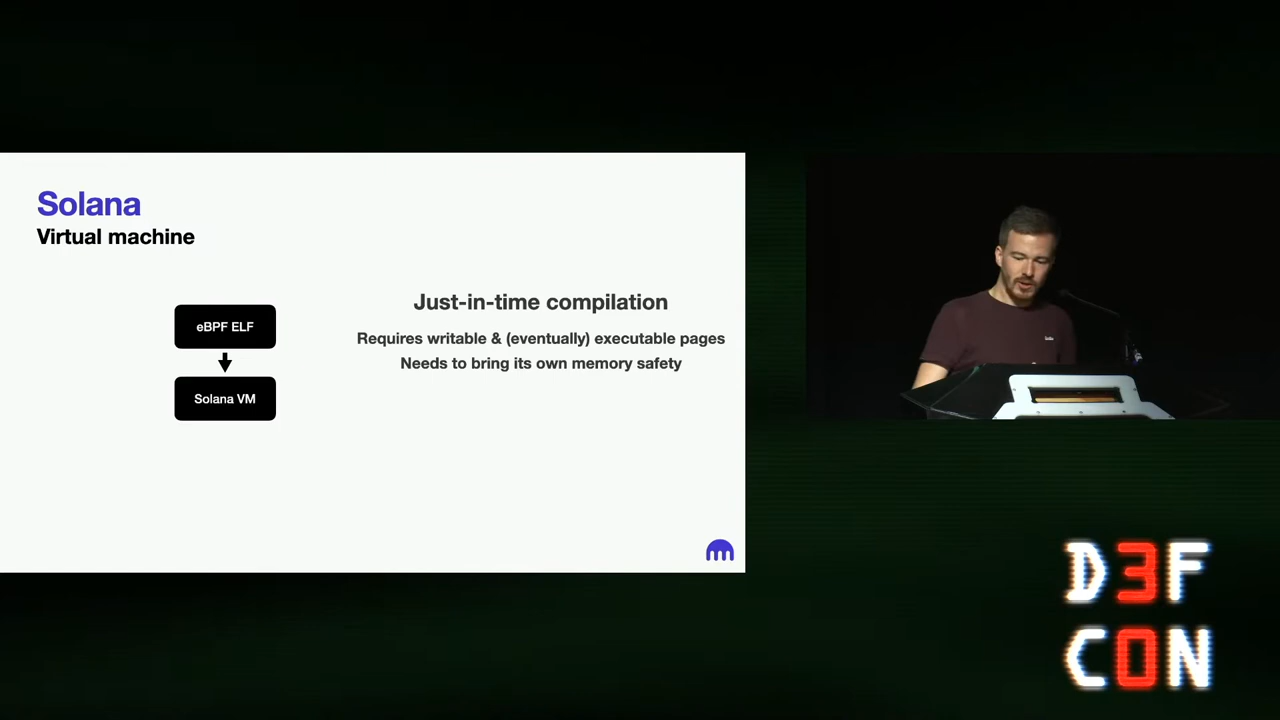 Solana
Virtual machine
eBPF ELF
Solana VM
Just-in-time compilation
Requires writable & (eventually) executable pages
Needs to bring its own memory safety
D3F
C0N